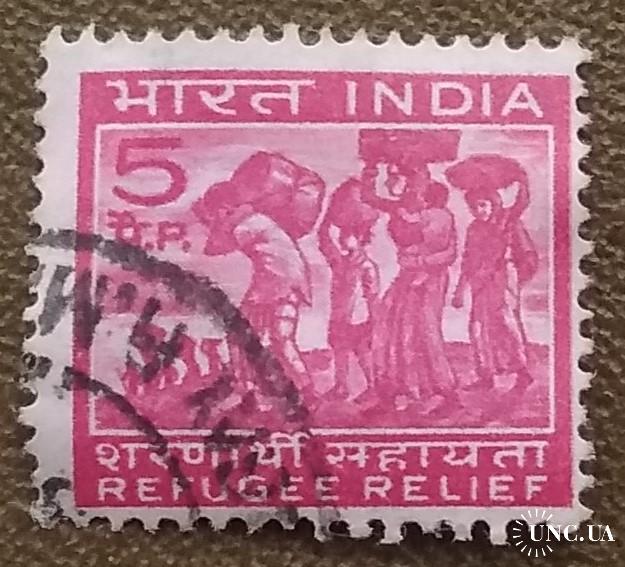 भारत INDIA
5
पै.P.
शरणार्थी सहायता
REFUGEE RELIEF
R.M.
UNC.UA